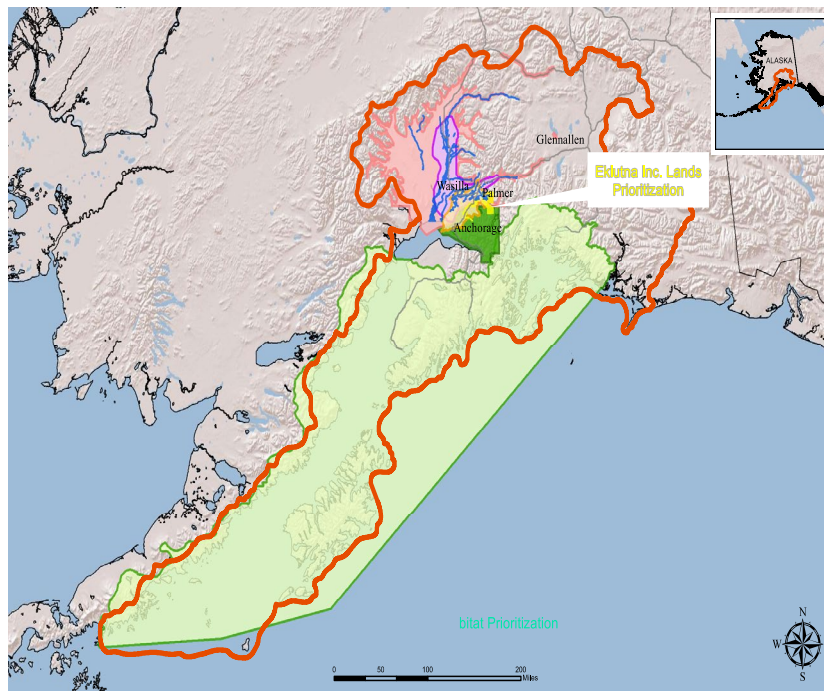 ALASKA
Glennallen
Eklutna Inc. Lands
Prioritization
Wasilla
Palmer
Anchorage
bitat Prioritization
N
W
E
S
0 50 100 200
Miles